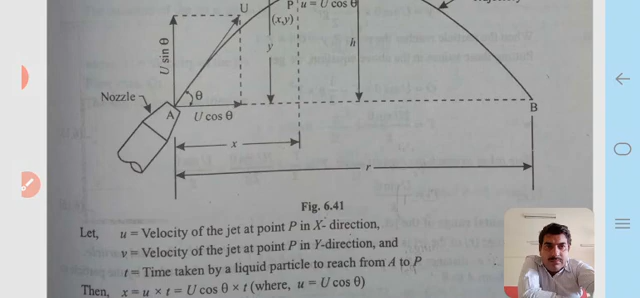 U
P
u = U cos θ
(x,y)
U sin θ
y
h
Nozzle
θ
A
U cos θ
B
x
r
Fig. 6.41
Let, u = Velocity of the jet at point P in X- direction,
v = Velocity of the jet at point P in Y-direction, and
t = Time taken by a liquid particle to reach from A to P
Then, x = u × t = U cos θ × t (where, u = U cos θ)